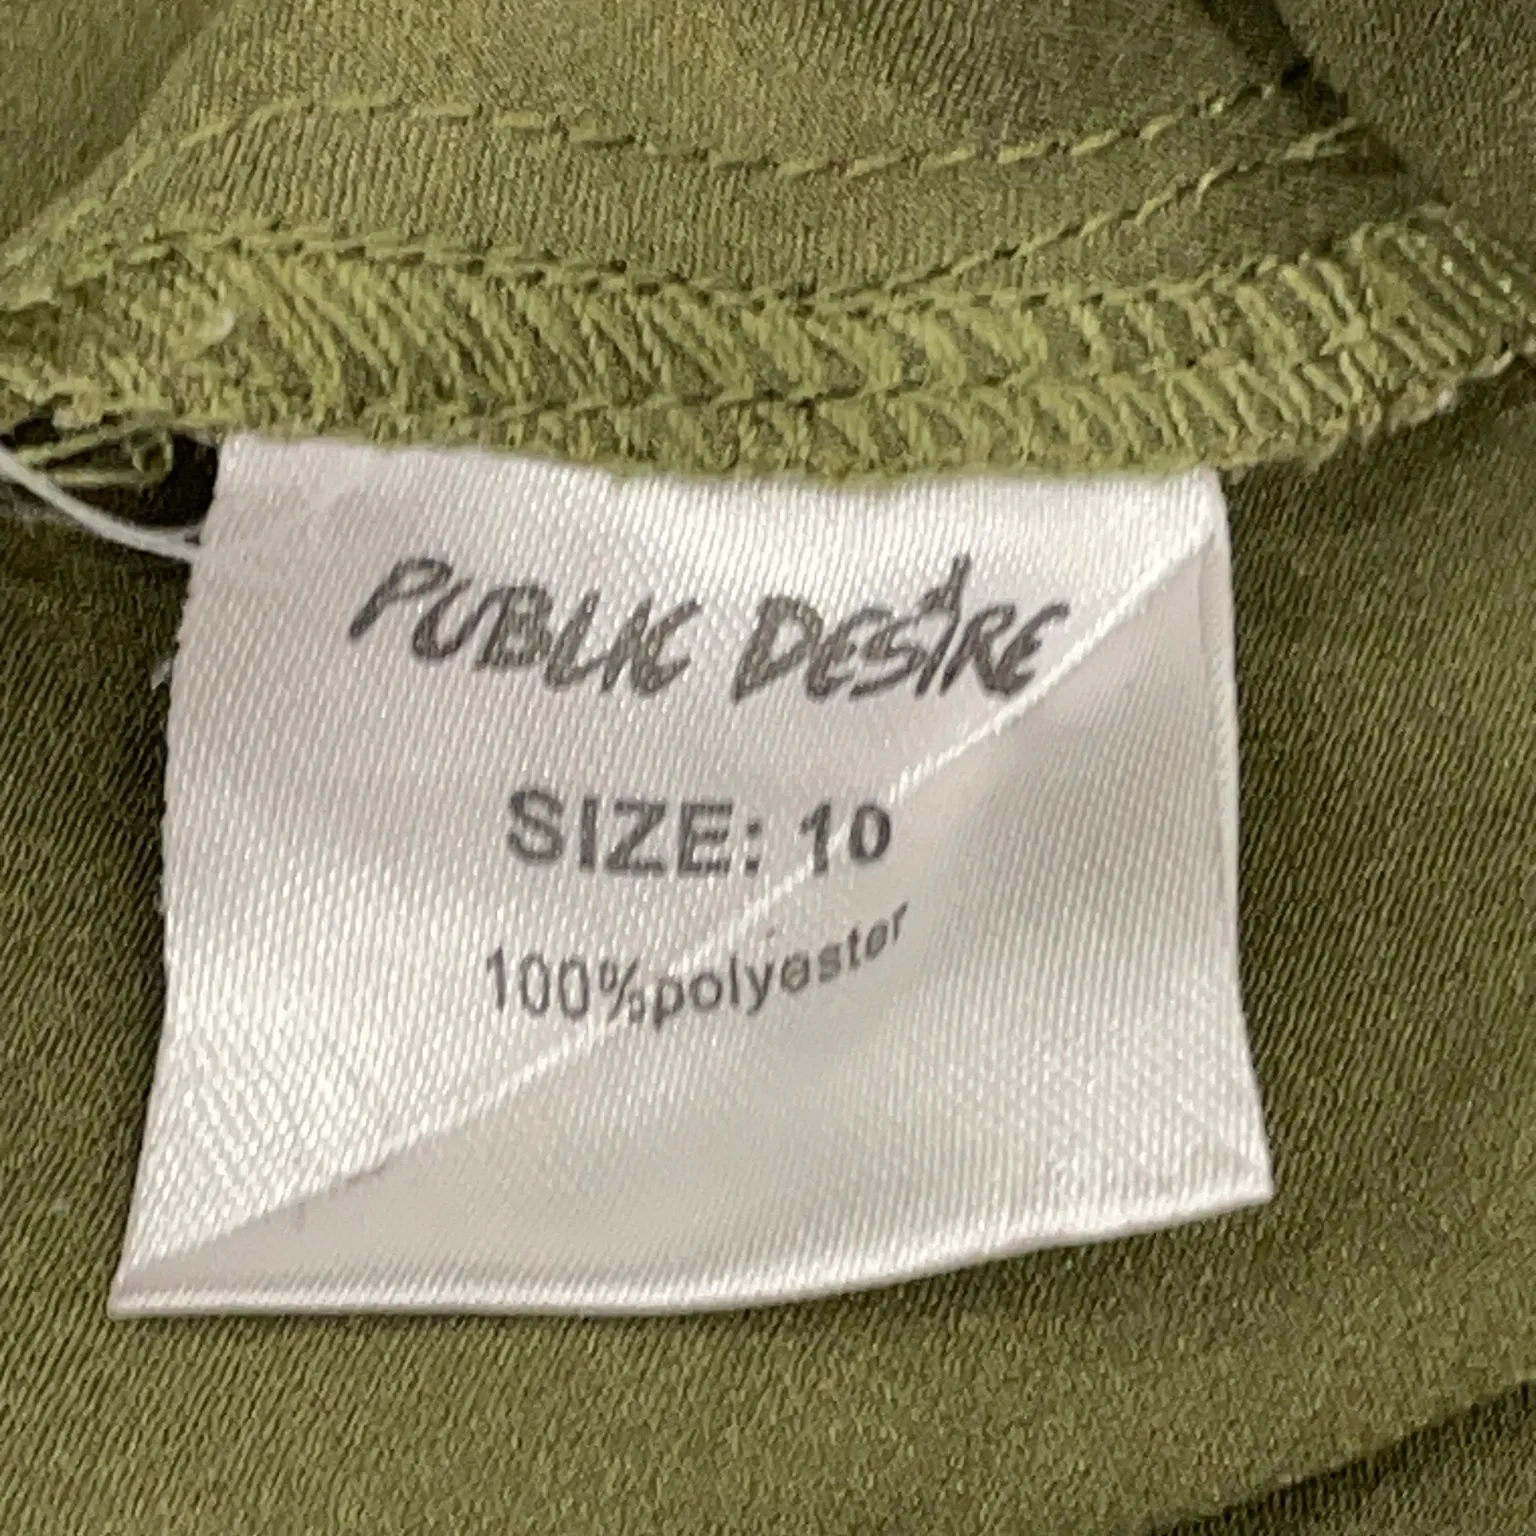 PUBLIC DESIRE
SIZE: 10
100%polyester